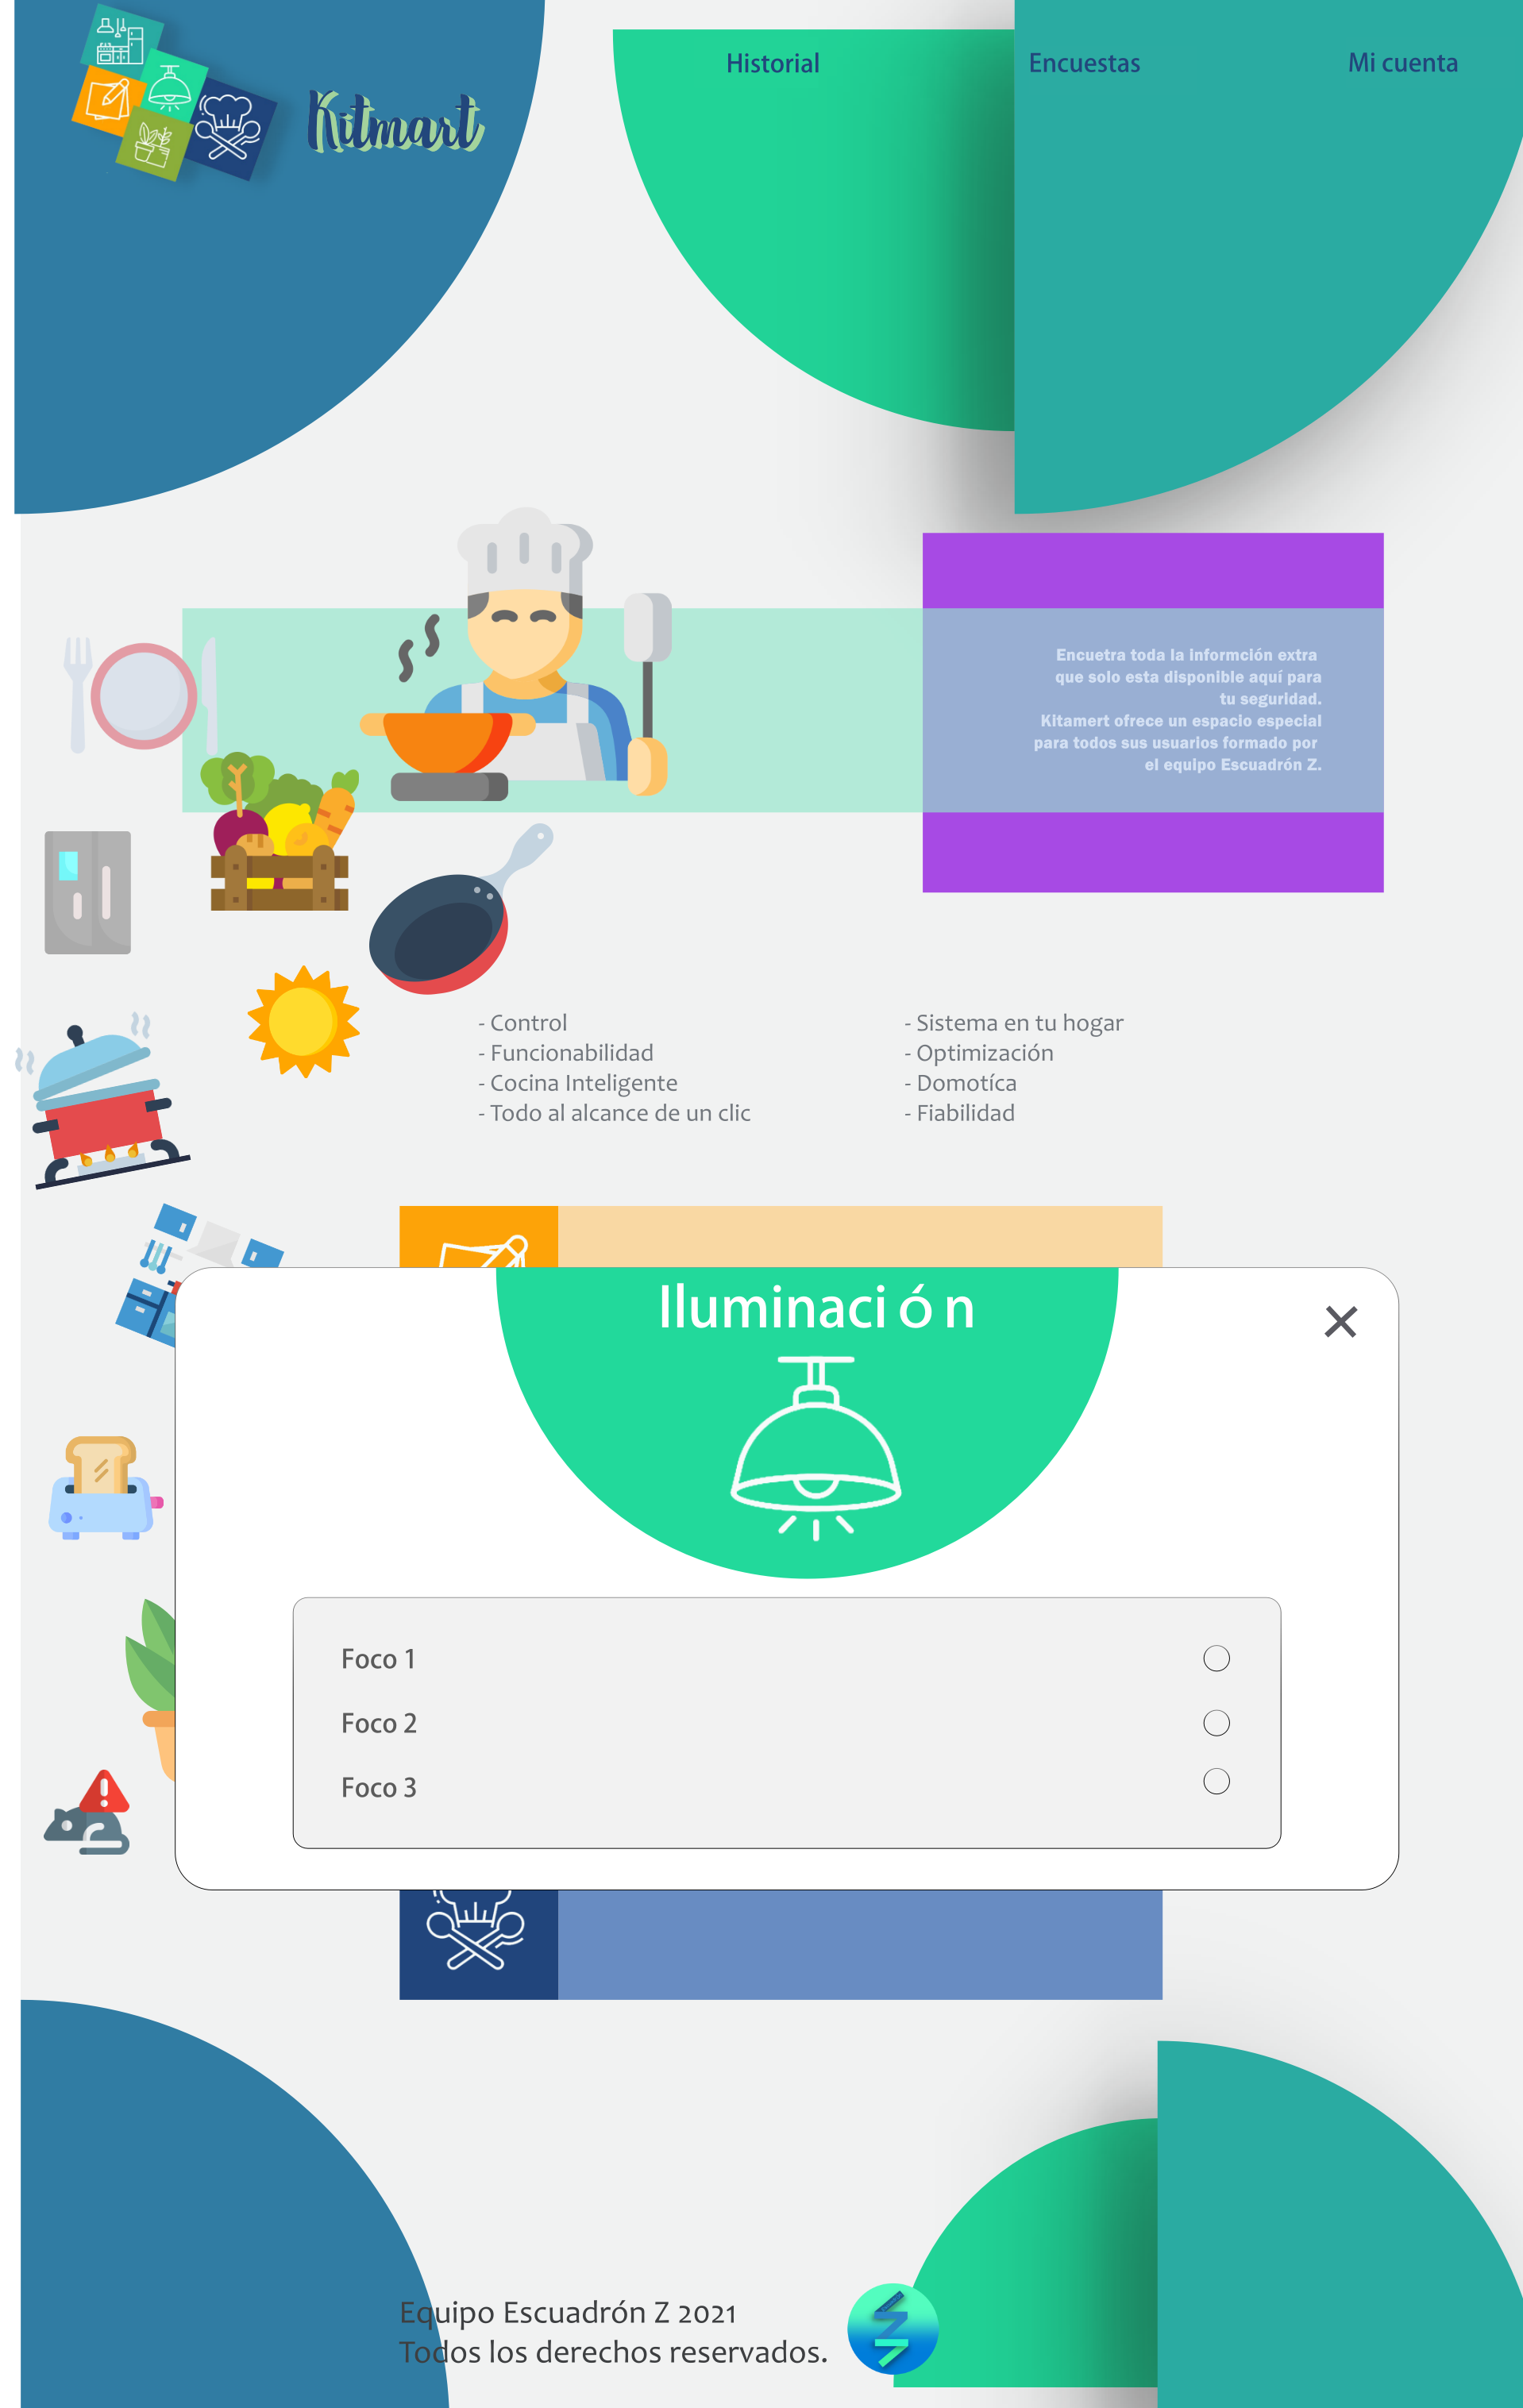 Kitmart
Historial
Encuestas
Mi cuenta
Encuetra toda la informción extra
que solo esta disponible aquí para
tu seguridad.
Kitamert ofrece un espacio especial
para todos sus usuarios formado por
el equipo Escuadrón Z.
- Control
- Funcionabilidad
- Cocina Inteligente
- Todo al alcance de un clic
- Sistema en tu hogar
- Optimización
- Domotíca
- Fiabilidad
Iluminaci ó n
Foco 1
Foco 2
Foco 3
Equipo Escuadrón Z 2021
Todos los derechos reservados.